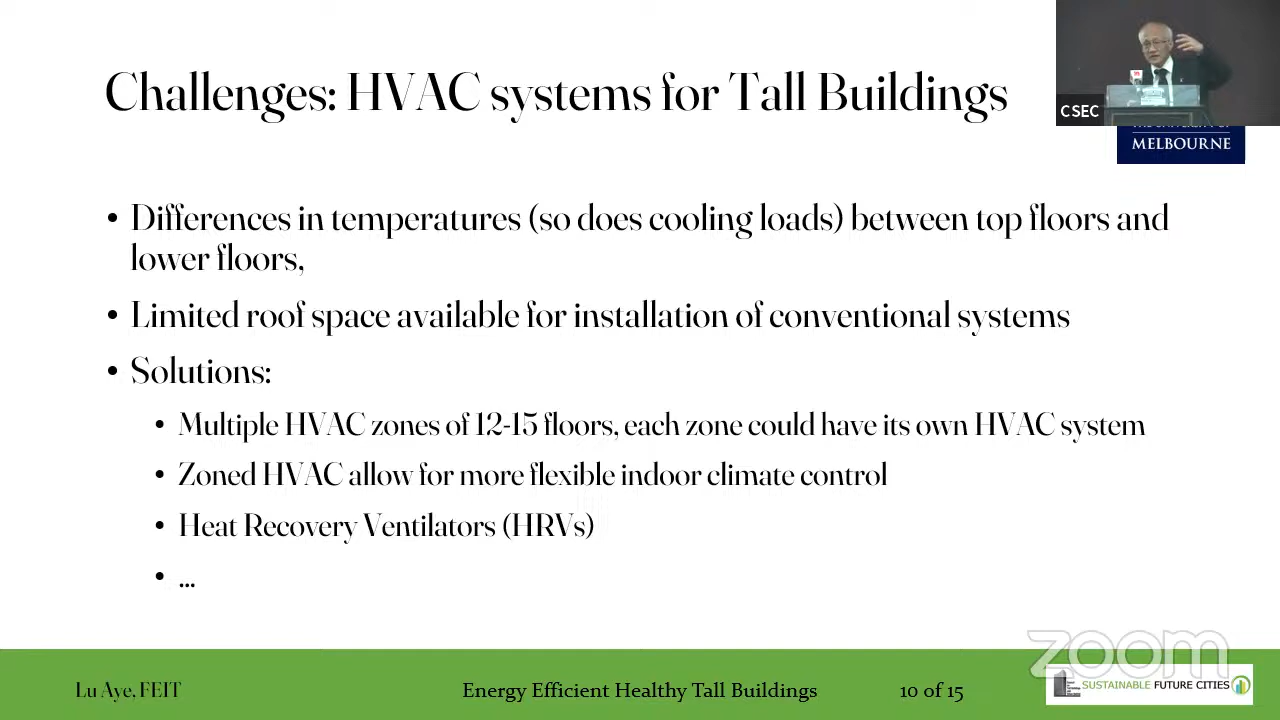 Challenges: HVAC systems for Tall Buildings
CSEC
MELBOURNE
• Differences in temperatures (so does cooling loads) between top floors and
lower floors,
• Limited roof space available for installation of conventional systems
• Solutions:
• Multiple HVAC zones of 12-15 floors, each zone could have its own HVAC system
• Zoned HVAC allow for more flexible indoor climate control
• Heat Recovery Ventilators (HRVs)
• ...
zoom
Lu Aye, FEIT
Energy Efficient Healthy Tall Buildings
10 of 15
SUSTAINABLE FUTURE CITIES